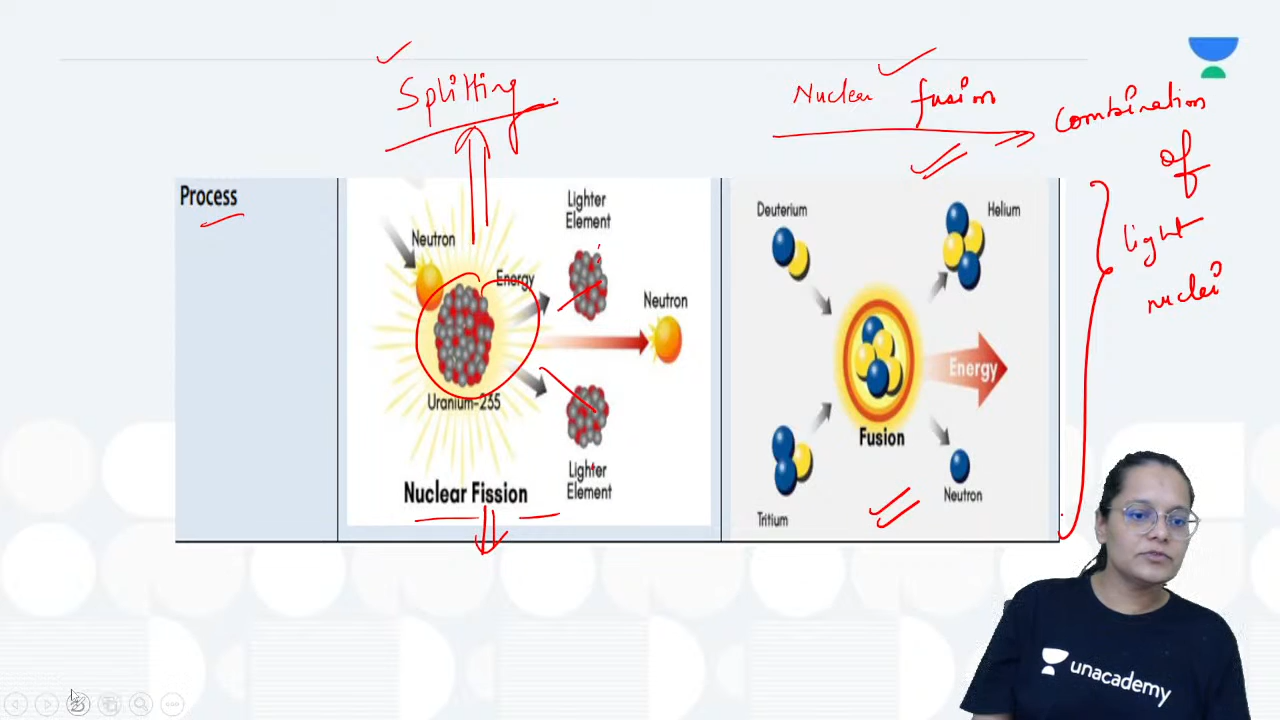 Splitting
Nuclear fusion
combination
of
light
nuclei
Process
Neutron
Energy
Uranium-235
Lighter
Element
Neutron
Lighter
Element
Nuclear Fission
Deuterium
Helium
Energy
Fusion
Tritium
Neutron
unacademy